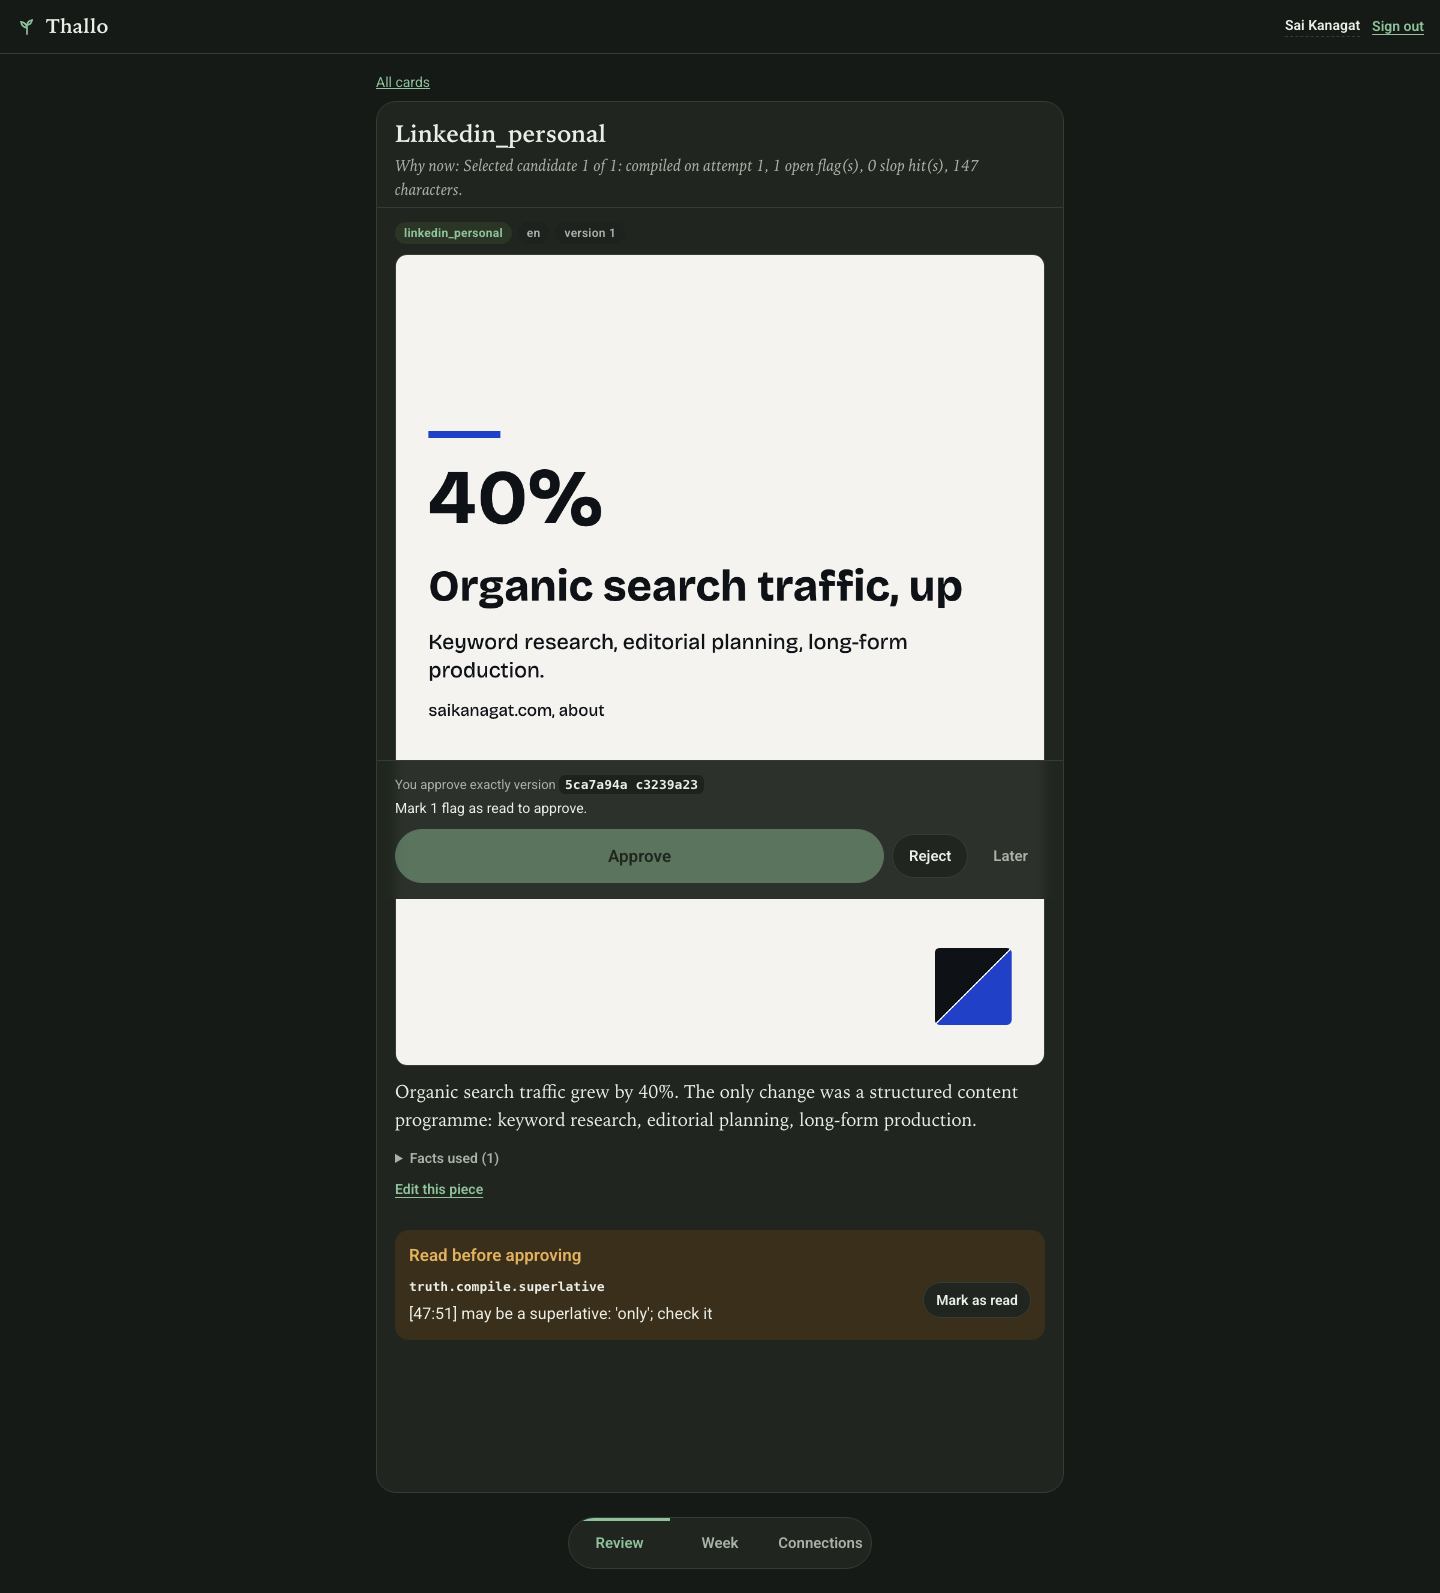 Thallo
Sai Kanagat
Sign out
All cards
Linkedin_personal
Why now: Selected candidate 1 of 1: compiled on attempt 1, 1 open flag(s), 0 slop hit(s), 147
characters.
linkedin_personal
en
version 1
40%
Organic search traffic, up
Keyword research, editorial planning, long-form
production.
saikanagat.com, about
You approve exactly version 5ca7a94a c3239a23
Mark 1 flag as read to approve.
Approve
Reject
Later
Organic search traffic grew by 40%. The only change was a structured content
programme: keyword research, editorial planning, long-form production.
Facts used (1)
Edit this piece
Read before approving
truth.compile.superlative
[47:51] may be a superlative: 'only'; check it
Mark as read
Review
Week
Connections